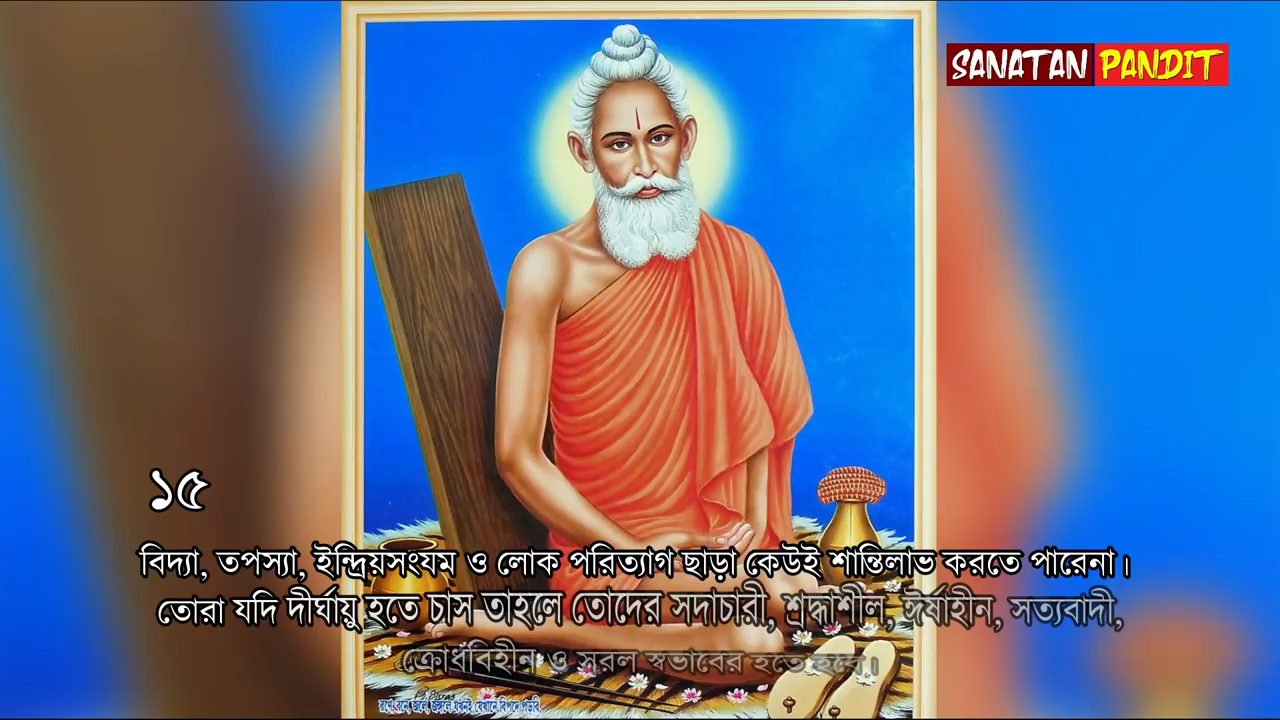 SANATAN PANDIT
১৫
বিদ্যা, তপস্যা, ইন্দ্রিয়সংযম ও লোক পরিত্যাগ ছাড়া কেউই শান্তিলাভ করতে পারেনা।
তোরা যদি দীর্ঘায়ু হতে চাস তাহলে তোদের সদাচারী, শ্রদ্ধাশীল, ঈর্ষাহীন, সত্যবাদী,
ক্রোধবিহীন ও সরল স্বভাবের হতে হবে।